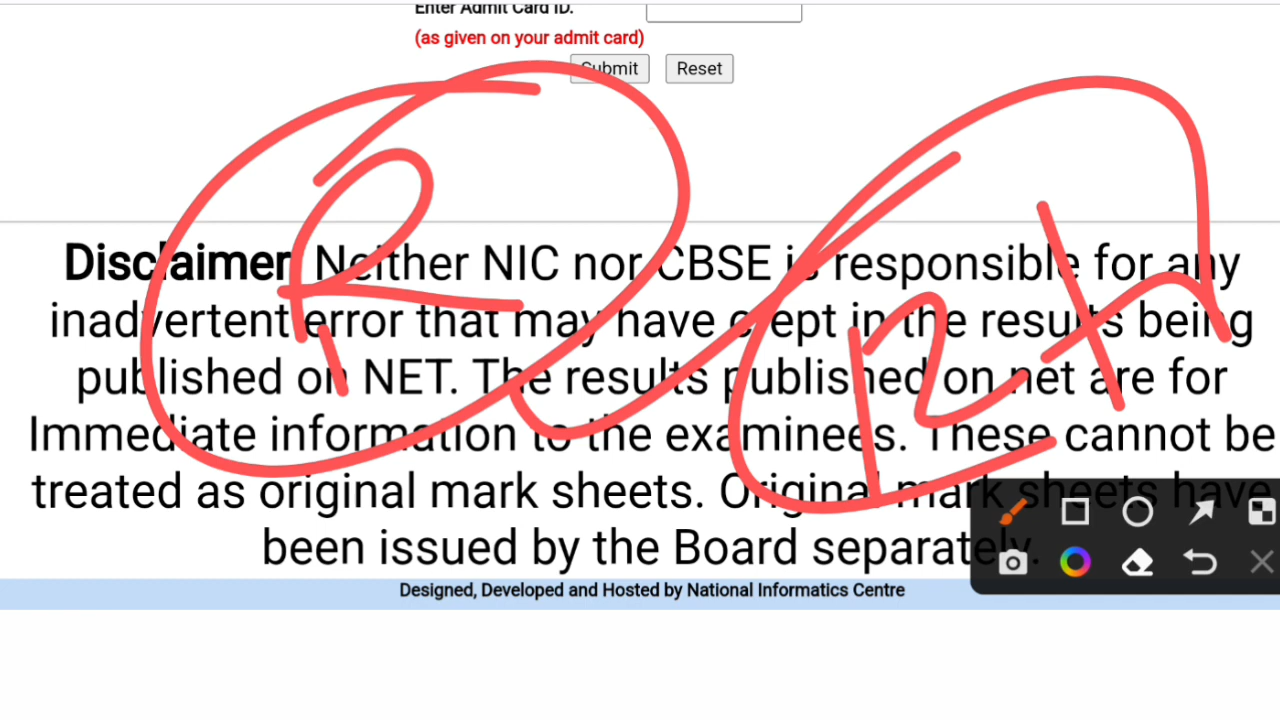 Enter Admit Card ID:
(as given on your admit card)
Submit Reset
Disclaimer: Neither NIC nor CBSE is responsible for any
inadvertent error that may have crept in the results being
published on NET. The results published on net are for
Immediate information to the examinees. These cannot be
treated as original mark sheets. Original mark sheets have
been issued by the Board separately.
Designed, Developed and Hosted by National Informatics Centre
12th